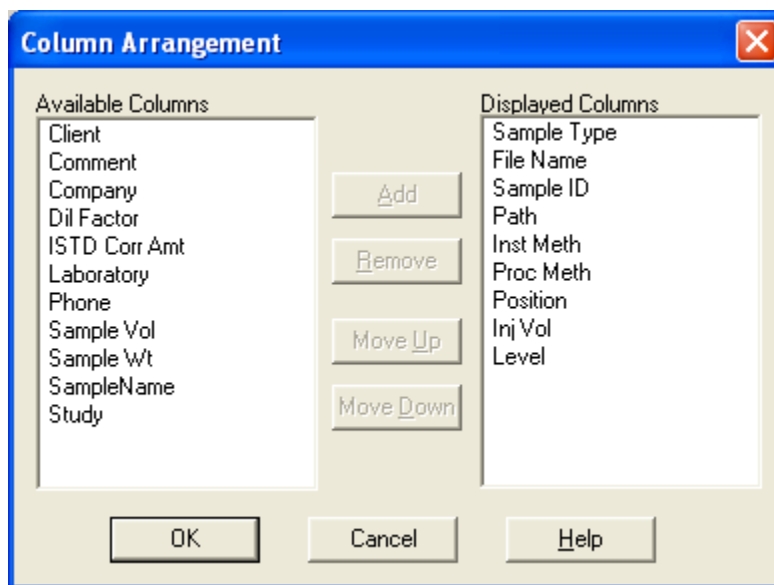 Column Arrangement
Available Columns
Client
Comment
Company
Dil Factor
ISTD Corr Amt
Laboratory
Phone
Sample Vol
Sample Wt
SampleName
Study
Add
Remove
Move Up
Move Down
Displayed Columns
Sample Type
File Name
Sample ID
Path
Inst Meth
Proc Meth
Position
Inj Vol
Level
OK
Cancel
Help